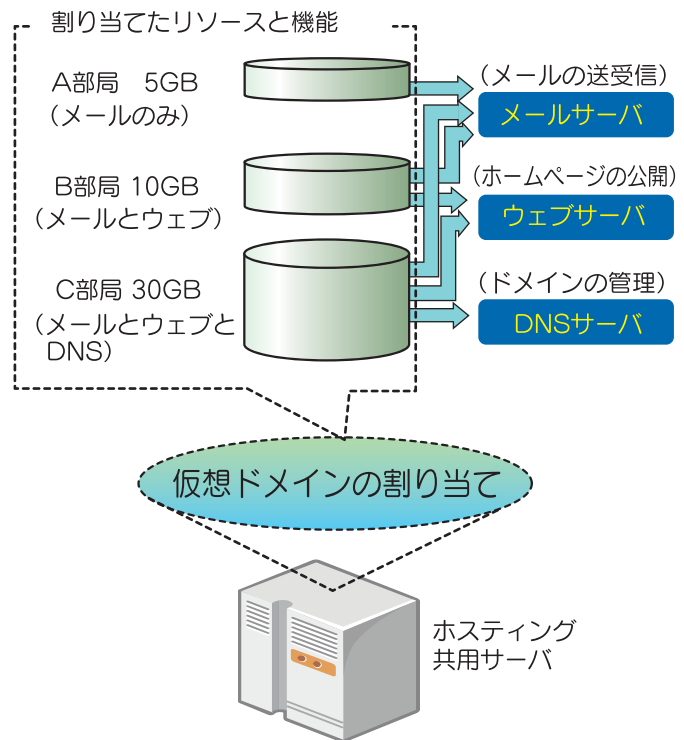 割り当てたリソースと機能
A部局 5GB
(メールのみ)
B部局 10GB
(メールとウェブ)
C部局 30GB
(メールとウェブと
DNS)
(メールの送受信)
メールサーバ
(ホームページの公開)
ウェブサーバ
(ドメインの管理)
DNSサーバ
仮想ドメインの割り当て
ホスティング
共用サーバ